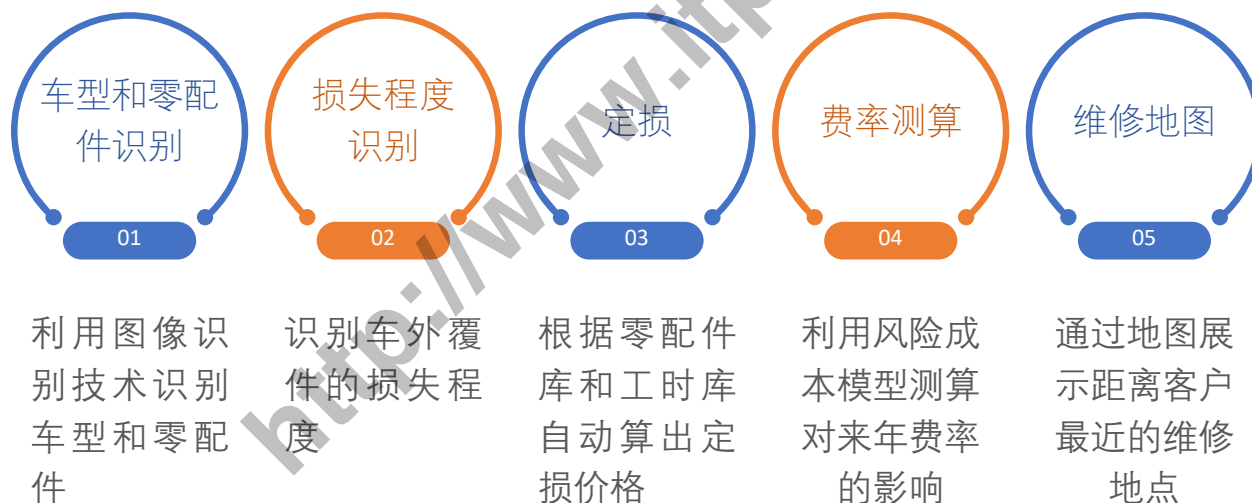 车型和零配
件识别
01
利用图像识
别技术识别
车型和零配
件
损失程度
识别
02
识别车外覆
件的损失程
度
定损
03
根据零配件
库和工时库
自动算出定
损价格
费率测算
04
利用风险成
本模型测算
对来年费率
的影响
维修地图
05
通过地图展
示距离客户
最近的维修
地点
http://www.itp